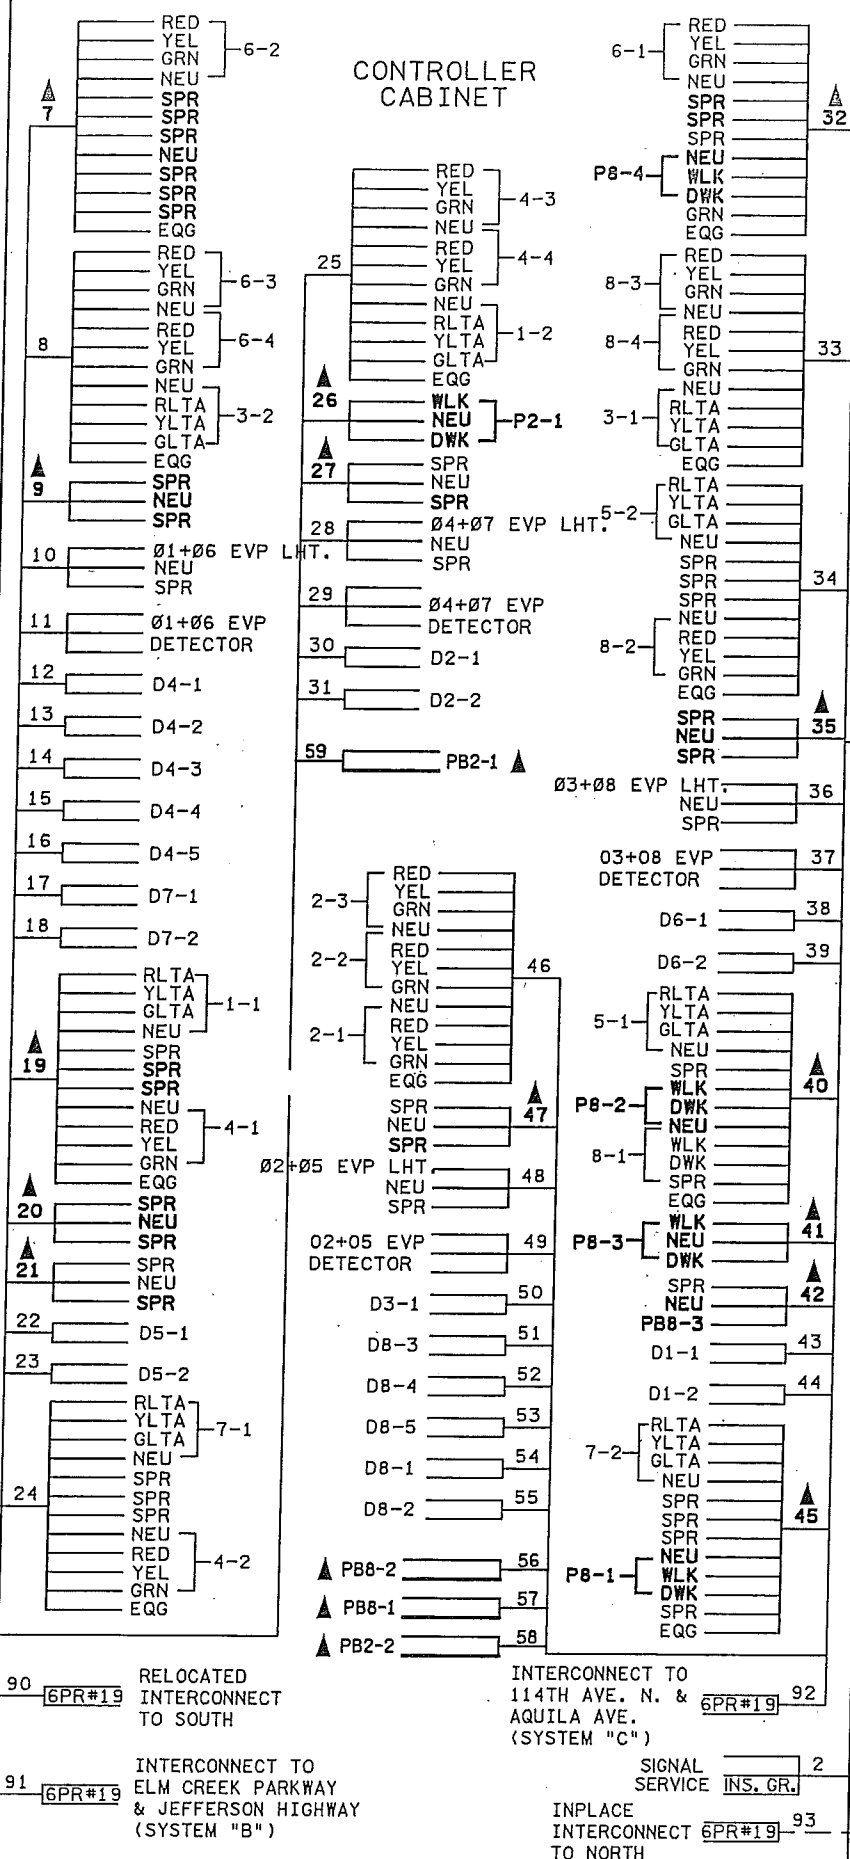 CONTROLLER
CABINET
7
RED
YEL
GRN
NEU
6-2
SPR
SPR
SPR
NEU
SPR
SPR
SPR
EQG
8
RED
YEL
GRN
6-3
NEU
RED
YEL
GRN
6-4
NEU
RLTA
YLTA
GLTA
3-2
EQG
9
SPR
NEU
SPR
10
Ø1+Ø6 EVP LHT.
NEU
SPR
11
Ø1+Ø6 EVP
DETECTOR
12 D4-1
13 D4-2
14 D4-3
15 D4-4
16 D4-5
17 D7-1
18 D7-2
19
RLTA
YLTA
GLTA
NEU
1-1
SPR
SPR
SPR
NEU
RED
YEL
GRN
4-1
EQG
20
SPR
NEU
SPR
21
SPR
NEU
SPR
22 D5-1
23 D5-2
24
RLTA
YLTA
GLTA
NEU
7-1
SPR
SPR
SPR
NEU
RED
YEL
GRN
4-2
EQG
25
RED
YEL
GRN
4-3
NEU
RED
YEL
GRN
4-4
NEU
RLTA
YLTA
GLTA
1-2
EQG
26
WLK
NEU
DWK
P2-1
27
SPR
NEU
SPR
28
Ø4+Ø7 EVP LHT.
NEU
SPR
29
Ø4+Ø7 EVP
DETECTOR
30 D2-1
31 D2-2
59 PB2-1
2-3
RED
YEL
GRN
NEU
2-2
RED
YEL
GRN
NEU
2-1
RED
YEL
GRN
EQG
46
SPR
NEU
SPR
47
Ø2+Ø5 EVP LHT.
NEU
SPR
48
02+05 EVP
DETECTOR
49
D3-1 50
D8-3 51
D8-4 52
D8-5 53
D8-1 54
D8-2 55
PB8-2 56
PB8-1 57
PB2-2 58
6-1
RED
YEL
GRN
NEU
SPR
SPR
SPR
P8-4
NEU
WLK
DWK
GRN
EQG
32
8-3
RED
YEL
GRN
NEU
8-4
RED
YEL
GRN
3-1
NEU
RLTA
YLTA
GLTA
EQG
33
5-2
RLTA
YLTA
GLTA
NEU
SPR
SPR
SPR
8-2
NEU
RED
YEL
GRN
EQG
34
SPR
NEU
SPR
35
Ø3+Ø8 EVP LHT.
NEU
SPR
36
03+08 EVP
DETECTOR
37
D6-1 38
D6-2 39
5-1
RLTA
YLTA
GLTA
NEU
SPR
P8-2
WLK
DWK
NEU
8-1
WLK
DWK
SPR
EQG
40
P8-3
WLK
NEU
DWK
41
SPR
NEU
PB8-3
42
D1-1 43
D1-2 44
7-2
RLTA
YLTA
GLTA
NEU
SPR
SPR
SPR
P8-1
NEU
WLK
DWK
SPR
EQG
45
90 6PR#19
RELOCATED
INTERCONNECT
TO SOUTH
91 6PR#19
INTERCONNECT TO
ELM CREEK PARKWAY
& JEFFERSON HIGHWAY
(SYSTEM "B")
INTERCONNECT TO
114TH AVE. N. &
AQUILA AVE.
(SYSTEM "C")
6PR#19 92
SIGNAL
SERVICE INS. GR. 2
INPLACE
INTERCONNECT 6PR#19 93
TO NORTH